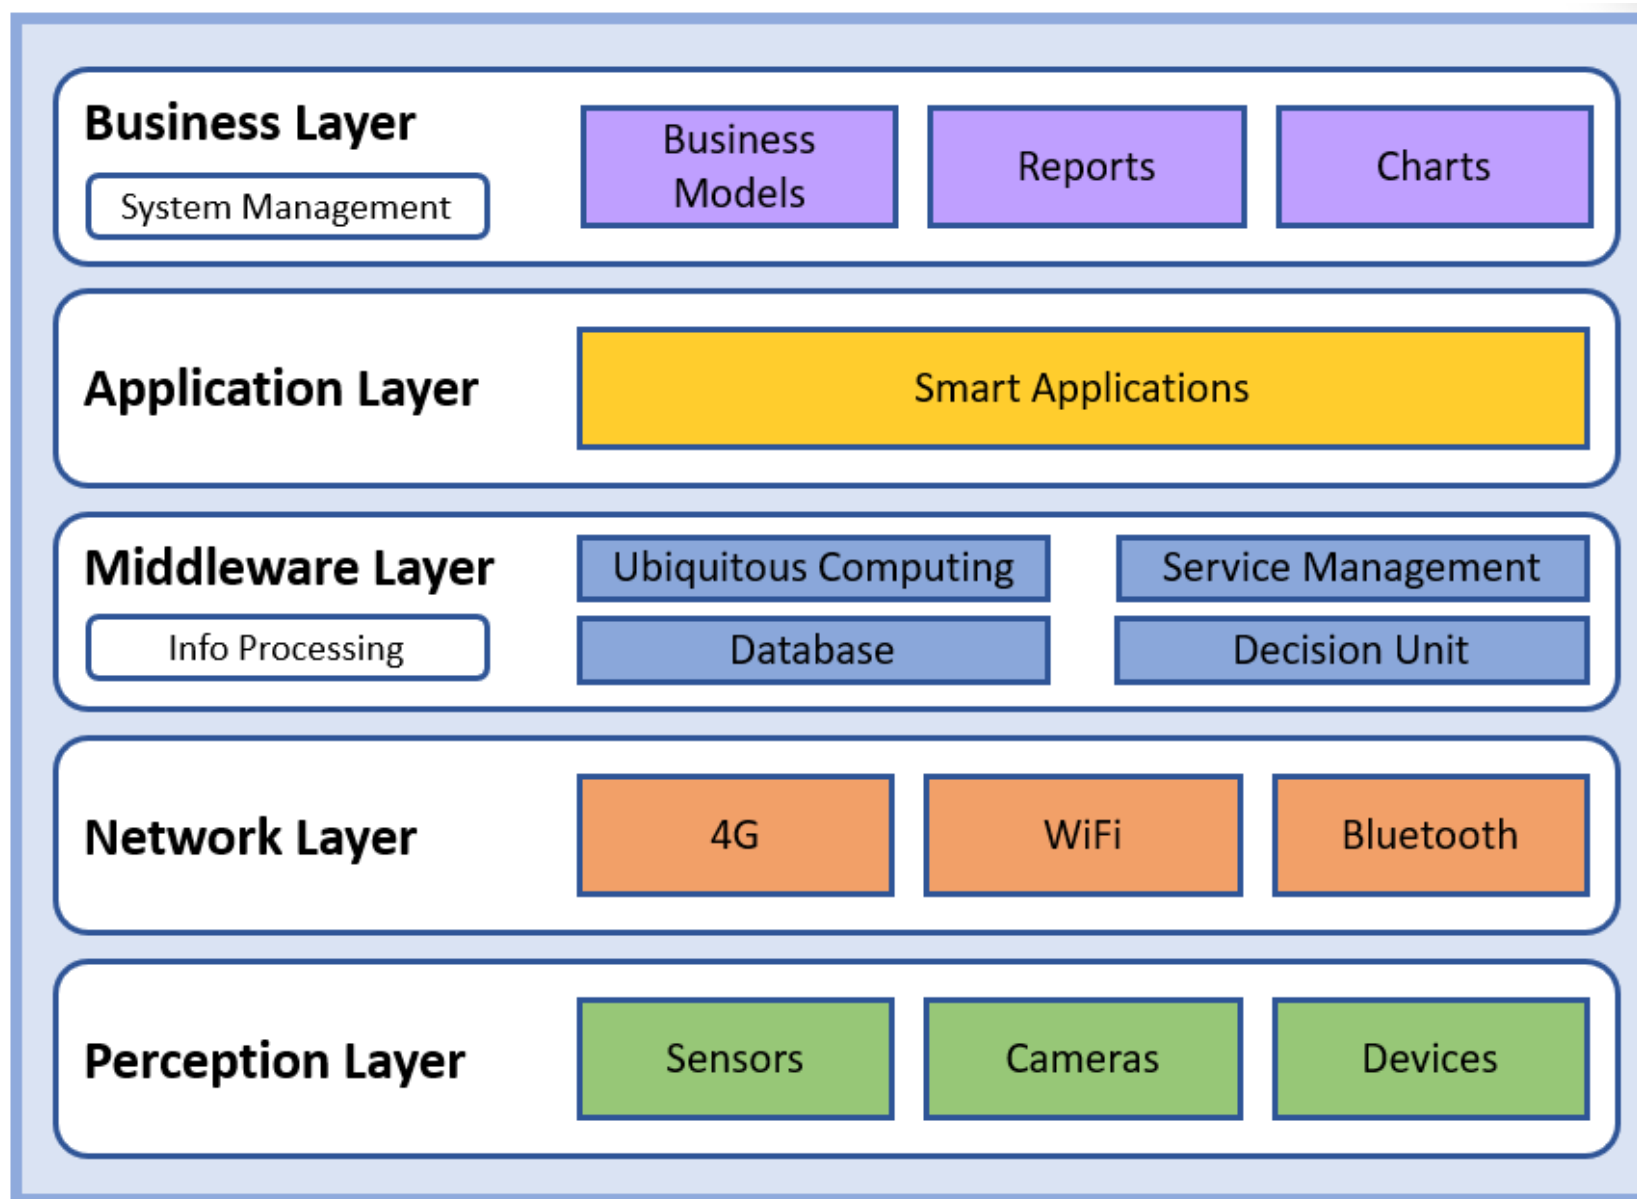 Business Layer
System Management
Business
Models
Reports
Charts
Application Layer
Smart Applications
Middleware Layer
Info Processing
Ubiquitous Computing
Service Management
Database
Decision Unit
Network Layer
4G
WiFi
Bluetooth
Perception Layer
Sensors
Cameras
Devices